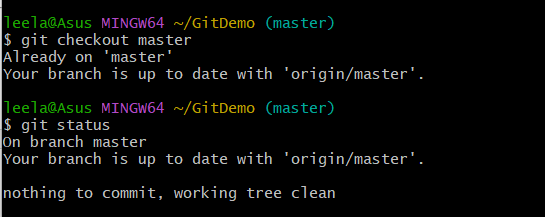 leela@Asus MINGW64 ~/GitDemo (master)
$ git checkout master
Already on 'master'
Your branch is up to date with 'origin/master'.
leela@Asus MINGW64 ~/GitDemo (master)
$ git status
On branch master
Your branch is up to date with 'origin/master'.
nothing to commit, working tree clean